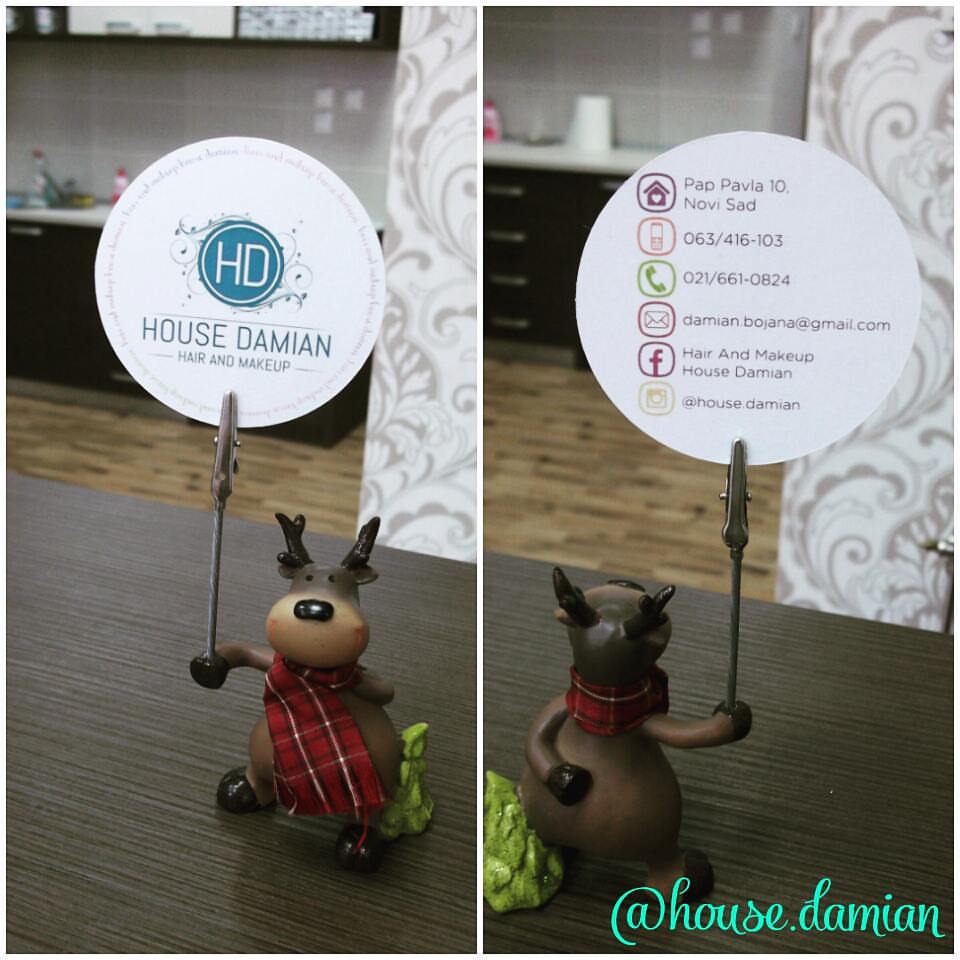 HD
HOUSE DAMIAN
HAIR AND MAKEUP
Pap Pavla 10,
Novi Sad
063/416-103
021/661-0824
damian.bojana@gmail.com
Hair And Makeup
House Damian
@house.damian
@house.damian